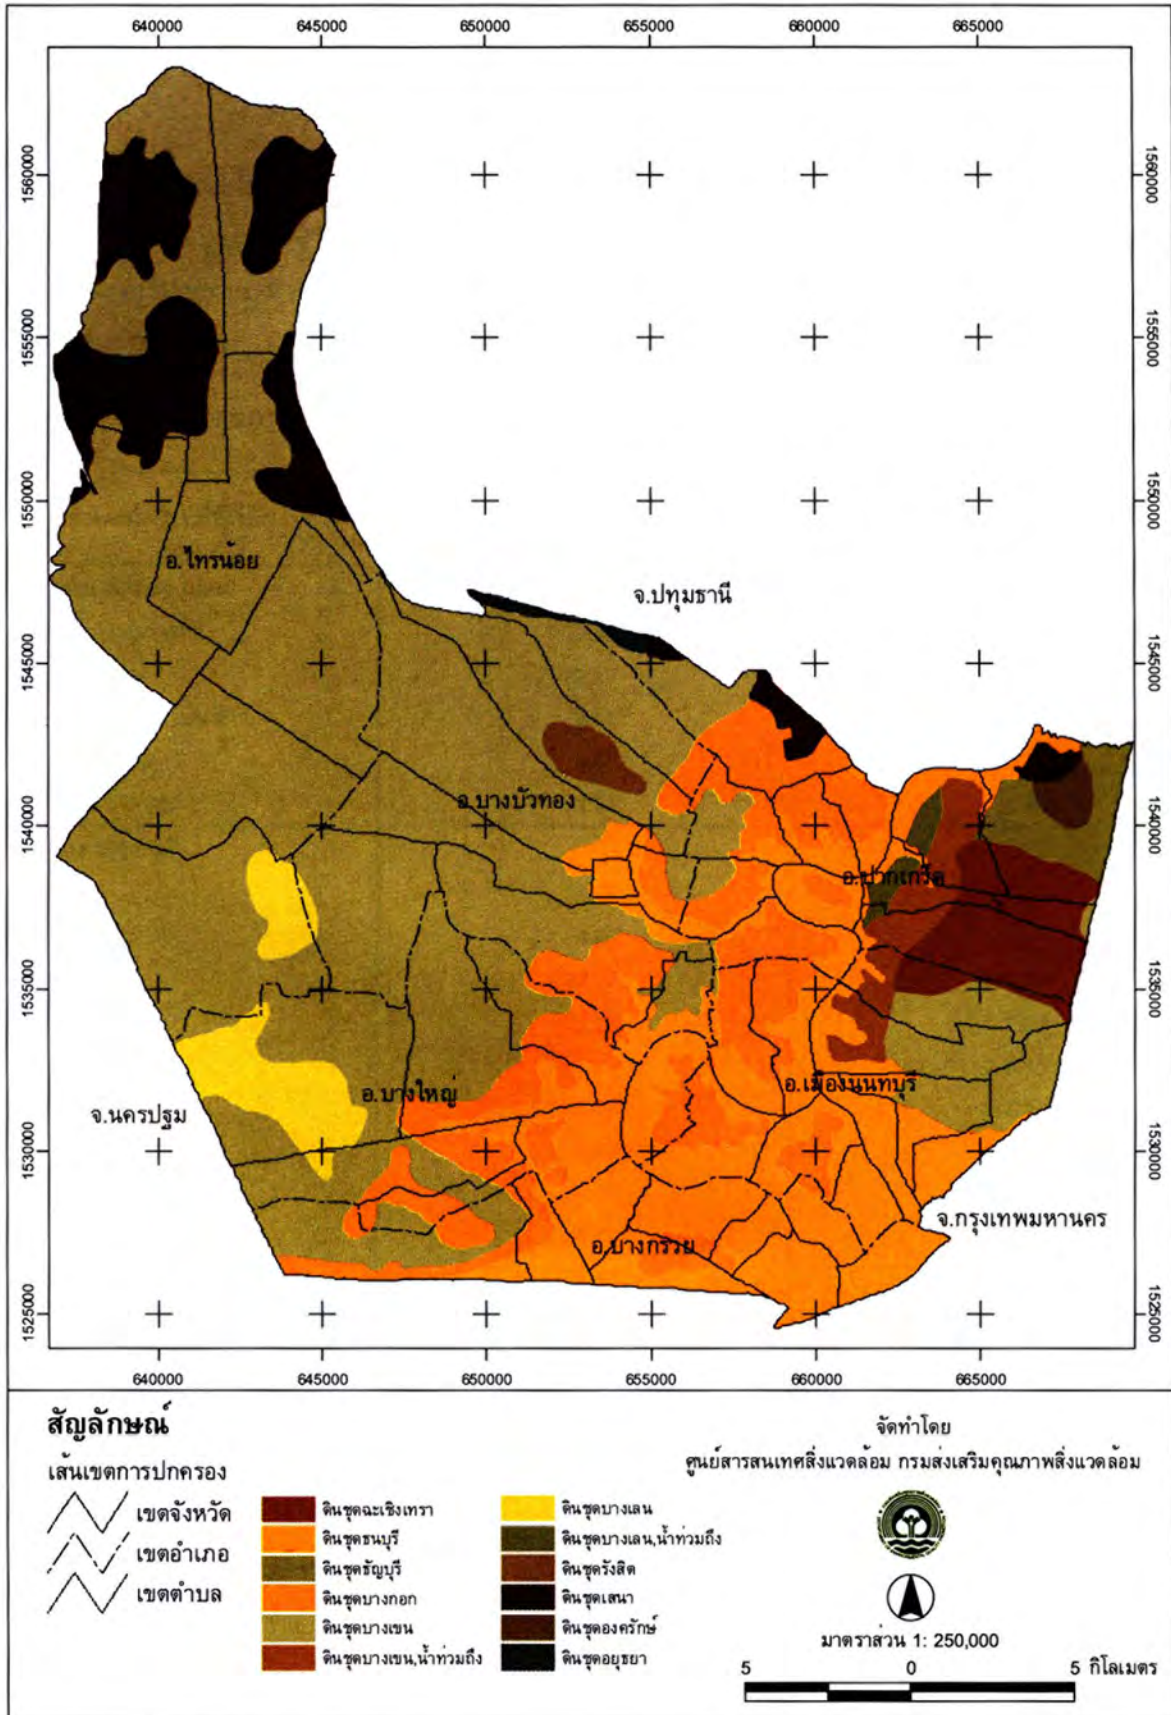 640000 645000 650000 655000 660000 665000
1560000 1560000
1555000 1555000
1550000 1550000
อ.ไทรน้อย
จ.ปทุมธานี
1545000 1545000
อ.บางบัวทอง
1540000 1540000
อ.ปากเกร็ด
1535000 1535000
อ.เมืองนนทบุรี
อ.บางใหญ่
จ.นครปฐม
1530000 1530000
จ.กรุงเทพมหานคร
อ.บางกรวย
1525000 1525000
640000 645000 650000 655000 660000 665000
สัญลักษณ์
เส้นเขตการปกครอง
เขตจังหวัด
เขตอำเภอ
เขตตำบล
ดินชุดฉะเชิงเทรา
ดินชุดธนบุรี
ดินชุดธัญบุรี
ดินชุดบางกอก
ดินชุดบางเขน
ดินชุดบางเขน,น้ำท่วมถึง
ดินชุดบางเลน
ดินชุดบางเลน,น้ำท่วมถึง
ดินชุดรังสิต
ดินชุดเสนา
ดินชุดองครักษ์
ดินชุดอยุธยา
จัดทำโดย
ศูนย์สารสนเทศสิ่งแวดล้อม กรมส่งเสริมคุณภาพสิ่งแวดล้อม
มาตราส่วน 1: 250,000
5 0 5 กิโลเมตร